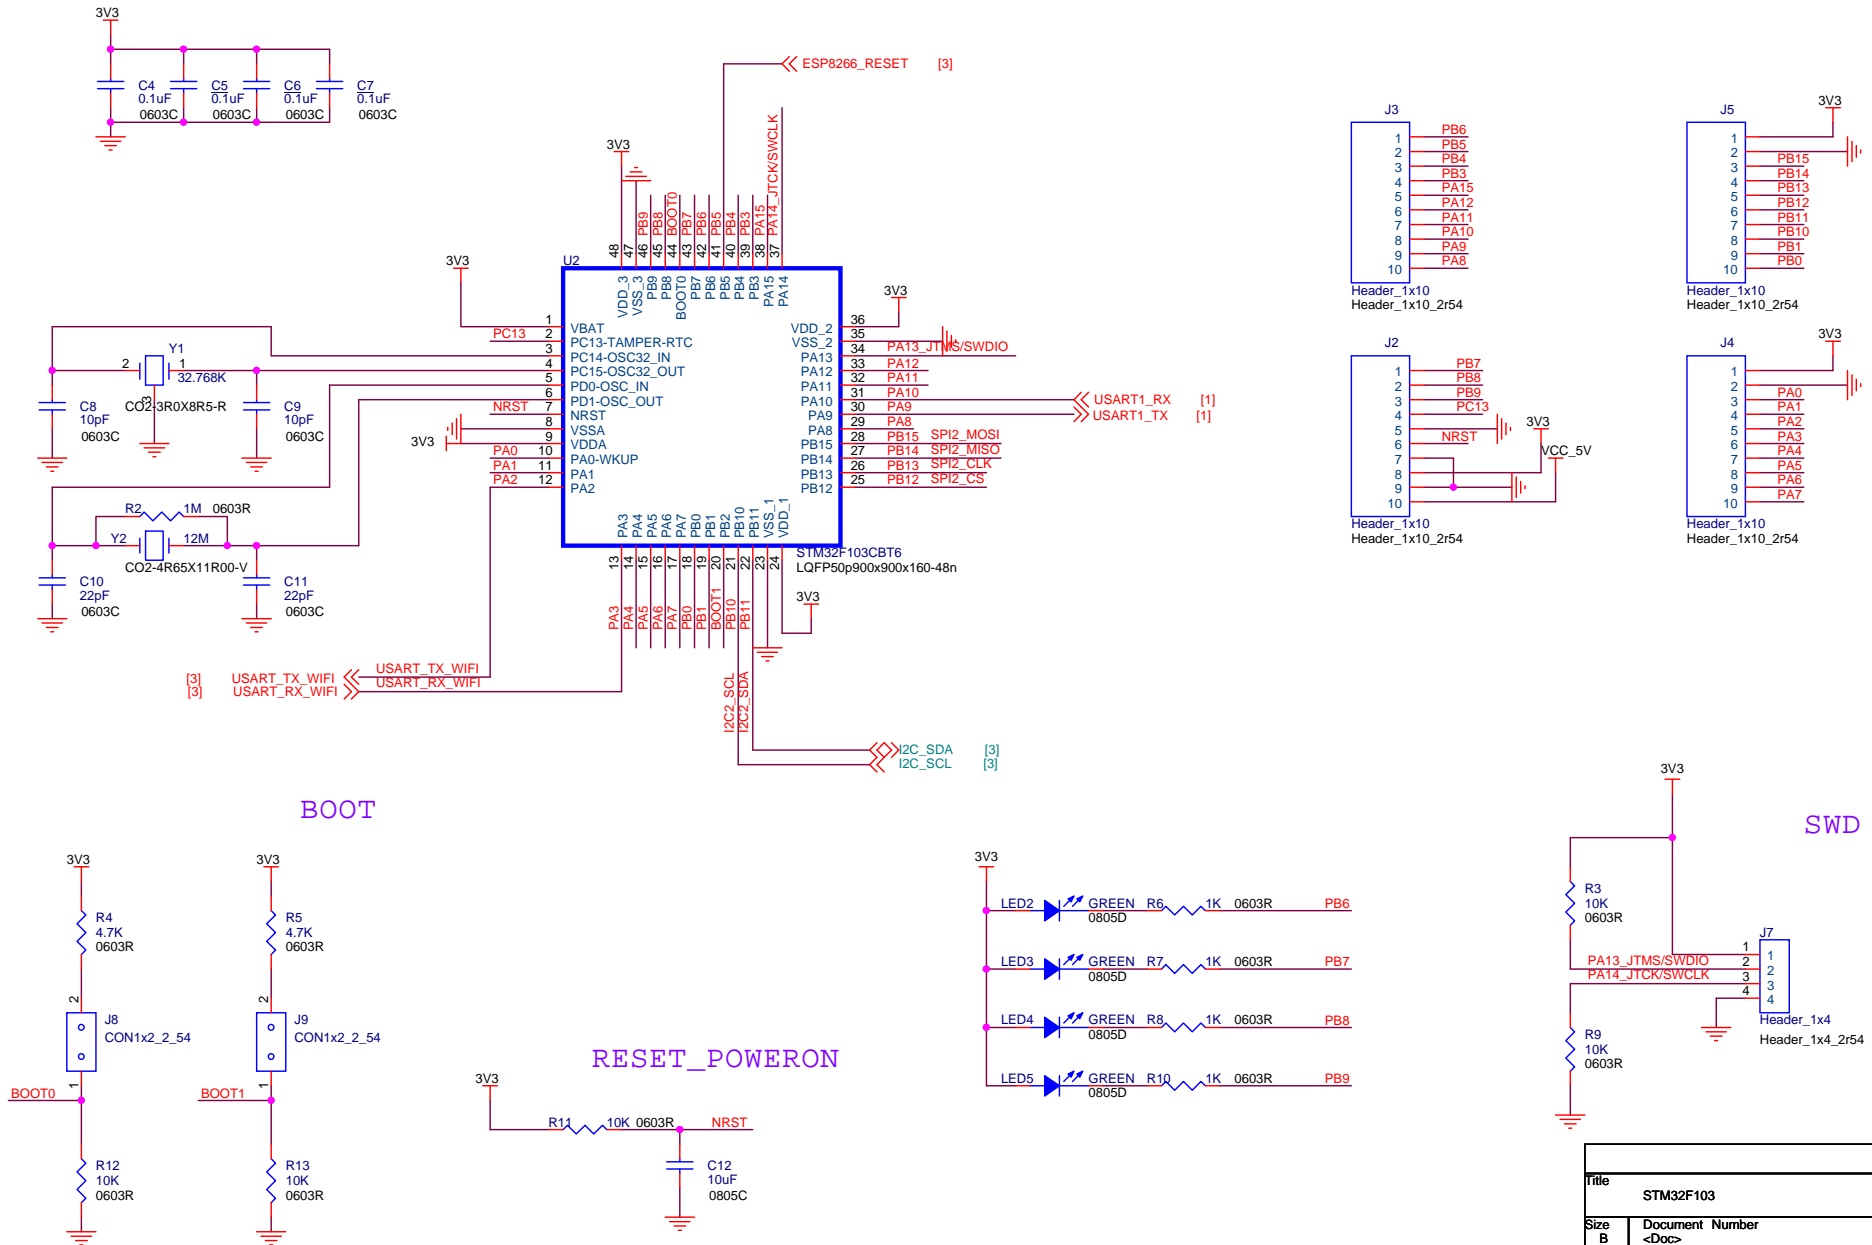 3V3
C4
0.1uF
0603C
C5
0.1uF
0603C
C6
0.1uF
0603C
C7
0.1uF
0603C
ESP8266_RESET [3]
3V3
PB9
PB8
BOOT0
PB7
PB6
PB5
PB4
PB3
PA15
PA14_JTCK/SWCLK
48 47 46 45 44 43 42 41 40 39 38 37
U2
VDD_3 VSS_3 PB9 PB8 BOOT0 PB7 PB6 PB5 PB4 PB3 PA15 PA14
3V3
1 VBAT
PC13 2 PC13-TAMPER-RTC
3 PC14-OSC32_IN
4 PC15-OSC32_OUT
5 PD0-OSC_IN
6 PD1-OSC_OUT
NRST 7 NRST
8 VSSA
3V3 9 VDDA
PA0 10 PA0-WKUP
PA1 11 PA1
PA2 12 PA2
3V3
VDD_2 36
VSS_2 35
PA13 34 PA13_JTMS/SWDIO
PA12 33 PA12
PA11 32 PA11
PA10 31 PA10 USART1_RX [1]
PA9 30 PA9 USART1_TX [1]
PA8 29 PA8
PB15 28 PB15 SPI2_MOSI
PB14 27 PB14 SPI2_MISO
PB13 26 PB13 SPI2_CLK
PB12 25 PB12 SPI2_CS
PA3 PA4 PA5 PA6 PA7 PB0 PB1 PB2 PB10 PB11 VSS_1 VDD_1
13 14 15 16 17 18 19 20 21 22 23 24
STM32F103CBT6
LQFP50p900x900x160-48n
PA3 PA4 PA5 PA6 PA7 PB0 PB1 BOOT1 PB10 PB11
3V3
I2C2_SCL
I2C2_SDA
I2C_SDA [3]
I2C_SCL [3]
Y1
2 1
3
32.768K
CO2-3R0X8R5-R
C8
10pF
0603C
C9
10pF
0603C
R2 1M 0603R
Y2 12M
CO2-4R65X11R00-V
C10
22pF
0603C
C11
22pF
0603C
[3] USART_TX_WIFI USART_TX_WIFI
[3] USART_RX_WIFI USART_RX_WIFI
J3
1 PB6
2 PB5
3 PB4
4 PB3
5 PA15
6 PA12
7 PA11
8 PA10
9 PA9
10 PA8
Header_1x10
Header_1x10_2r54
J5
3V3
1
2
3 PB15
4 PB14
5 PB13
6 PB12
7 PB11
8 PB10
9 PB1
10 PB0
Header_1x10
Header_1x10_2r54
J2
1 PB7
2 PB8
3 PB9
4 PC13
5
6 NRST
7
8
9
10
3V3
VCC_5V
Header_1x10
Header_1x10_2r54
J4
3V3
1
2
3 PA0
4 PA1
5 PA2
6 PA3
7 PA4
8 PA5
9 PA6
10 PA7
Header_1x10
Header_1x10_2r54
BOOT
3V3
R4
4.7K
0603R
2
J8
CON1x2_2_54
1
BOOT0
R12
10K
0603R
3V3
R5
4.7K
0603R
2
J9
CON1x2_2_54
1
BOOT1
R13
10K
0603R
RESET_POWERON
3V3
R11 10K 0603R NRST
C12
10uF
0805C
3V3
LED2 GREEN R6 1K 0603R PB6
0805D
LED3 GREEN R7 1K 0603R PB7
0805D
LED4 GREEN R8 1K 0603R PB8
0805D
LED5 GREEN R10 1K 0603R PB9
0805D
3V3
SWD
R3
10K
0603R
J7
1 1
PA13_JTMS/SWDIO 2 2
PA14_JTCK/SWCLK 3 3
4 4
Header_1x4
Header_1x4_2r54
R9
10K
0603R
Title
STM32F103
Size Document Number
B <Doc>